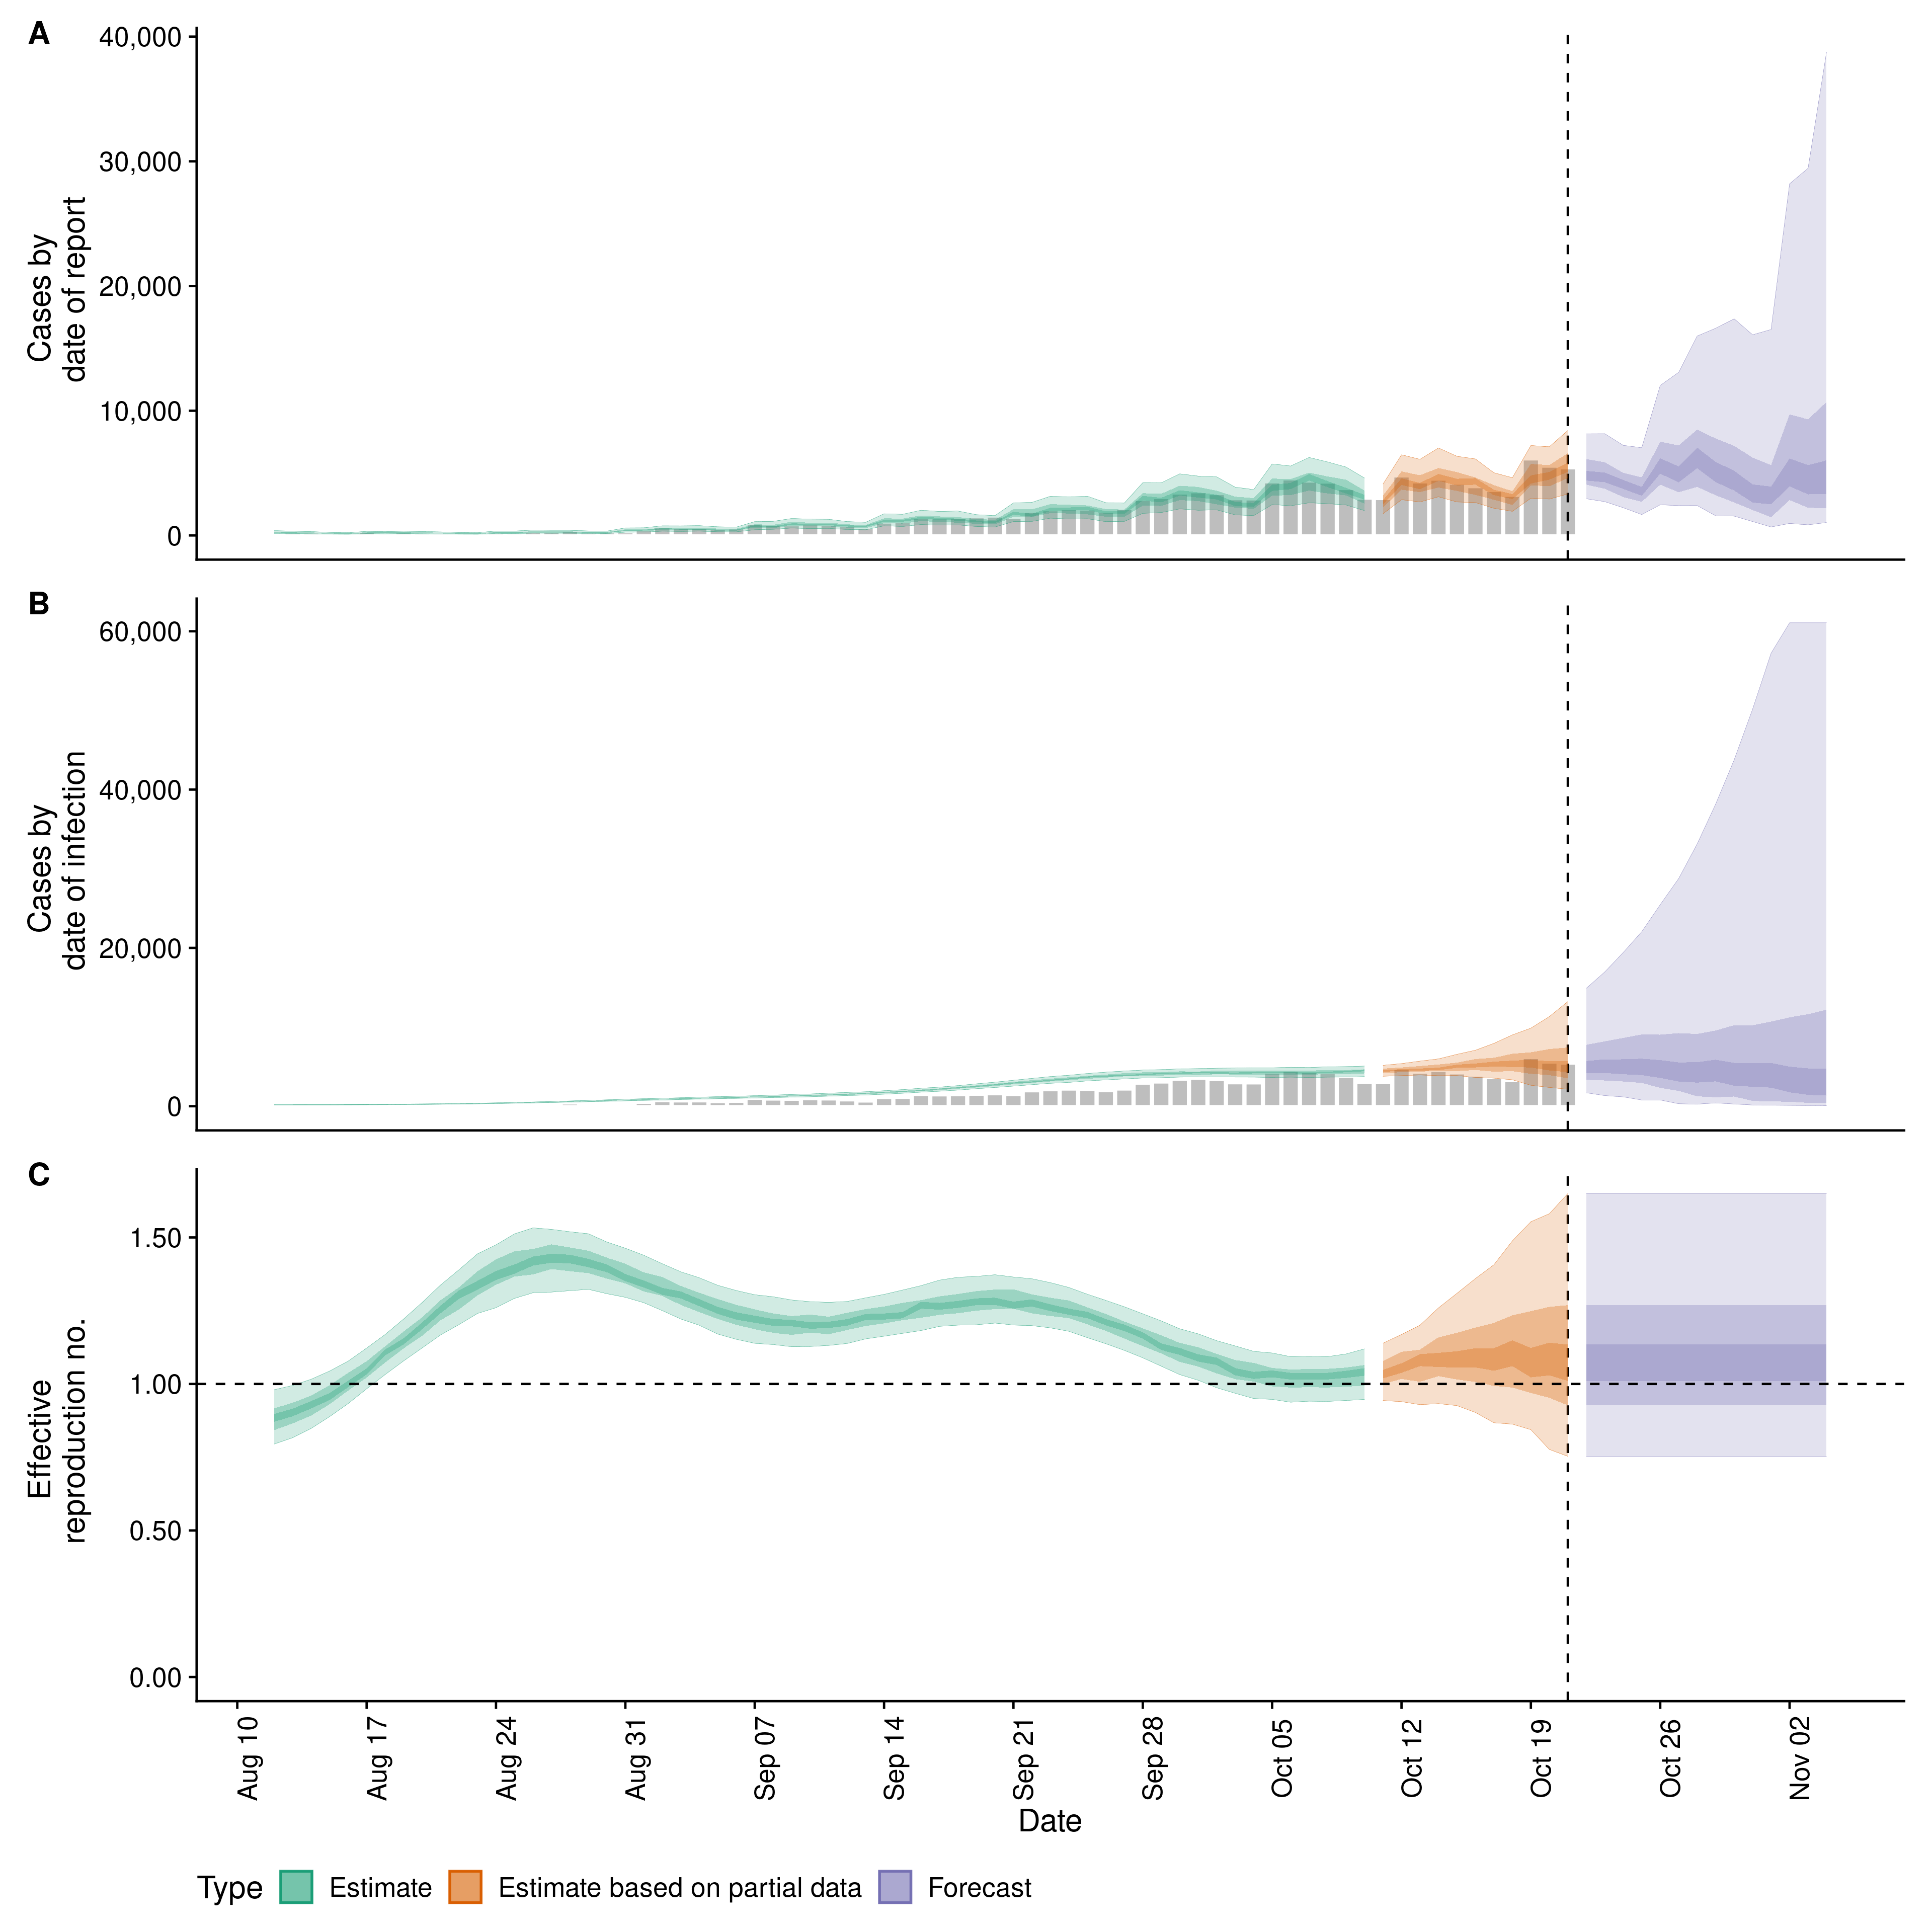 A
40,000
30,000
20,000
10,000
0
Cases by
date of report
B
60,000
40,000
20,000
0
Cases by
date of infection
C
1.50
1.00
0.50
0.00
Effective
reproduction no.
Aug 10
Aug 17
Aug 24
Aug 31
Sep 07
Sep 14
Sep 21
Sep 28
Oct 05
Oct 12
Oct 19
Oct 26
Nov 02
Date
Type Estimate Estimate based on partial data Forecast